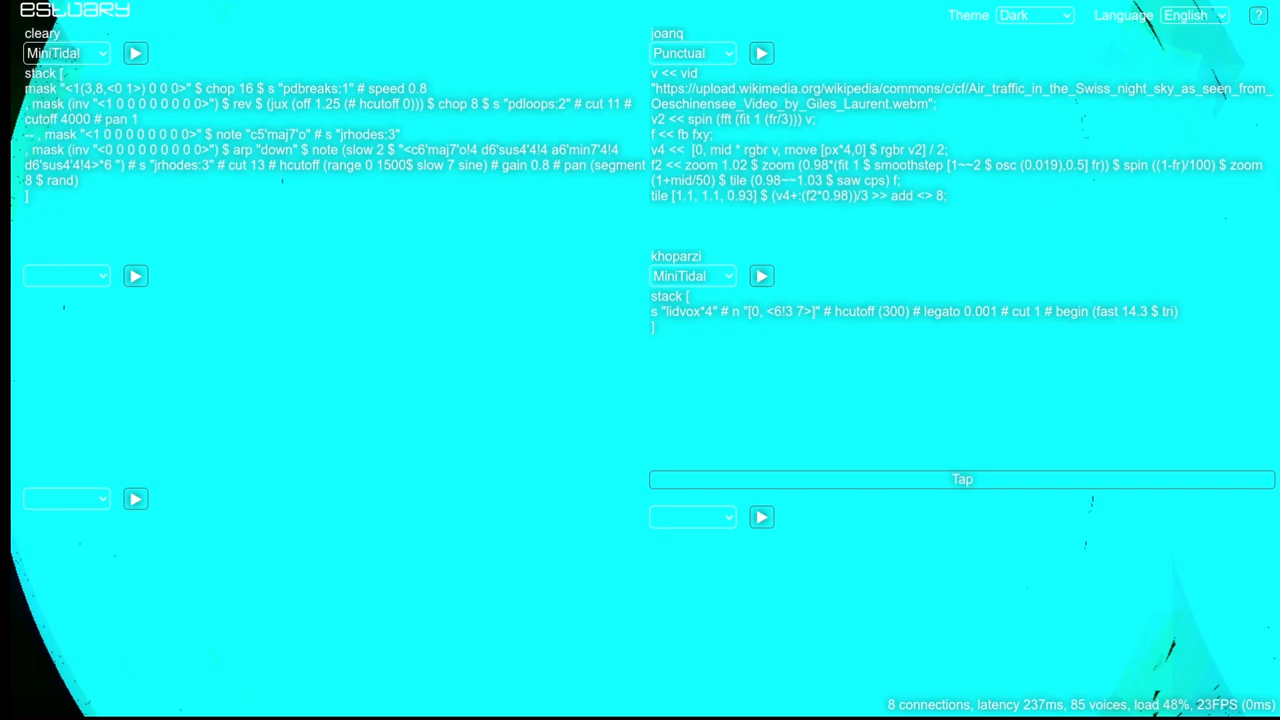 estuary
Theme Dark Language English ?
cleary
MiniTidal
stack [
mask "<1(3,8,<0 1>) 0 0 0>" $ chop 16 $ s "pdbreaks:1" # speed 0.8
, mask (inv "<1 0 0 0 0 0 0 0>") $ rev $ (jux (off 1.25 (# hcutoff 0))) $ chop 8 $ s "pdloops:2" # cut 11 #
cutoff 4000 # pan 1
-- , mask "<1 0 0 0 0 0 0 0>" $ note "c5'maj7'o" # s "jrhodes:3"
, mask (inv "<0 0 0 0 0 0 0 0>") $ arp "down" $ note (slow 2 $ "<c6'maj7'o!4 d6'sus4'4!4 a6'min7'4!4
d6'sus4'4!4>*6 ") # s "jrhodes:3" # cut 13 # hcutoff (range 0 1500$ slow 7 sine) # gain 0.8 # pan (segment
8 $ rand)
]
joanq
Punctual
v << vid
"https://upload.wikimedia.org/wikipedia/commons/c/cf/Air_traffic_in_the_Swiss_night_sky_as_seen_from_
Oeschinensee_Video_by_Giles_Laurent.webm";
v2 << spin (fft (fit 1 (fr/3))) v;
f << fb fxy;
v4 << [0, mid * rgbr v, move [px*4,0] $ rgbr v2] / 2;
f2 << zoom 1.02 $ zoom (0.98*(fit 1 $ smoothstep [1~~2 $ osc (0.019),0.5] fr)) $ spin ((1-fr)/100) $ zoom
(1+mid/50) $ tile (0.98~~1.03 $ saw cps) f;
tile [1.1, 1.1, 0.93] $ (v4+:(f2*0.98))/3 >> add <> 8;
khoparzi
MiniTidal
stack [
s "lidvox*4" # n "[0, <6!3 7>]" # hcutoff (300) # legato 0.001 # cut 1 # begin (fast 14.3 $ tri)
]
Tap
8 connections, latency 237ms, 85 voices, load 48%, 23FPS (0ms)